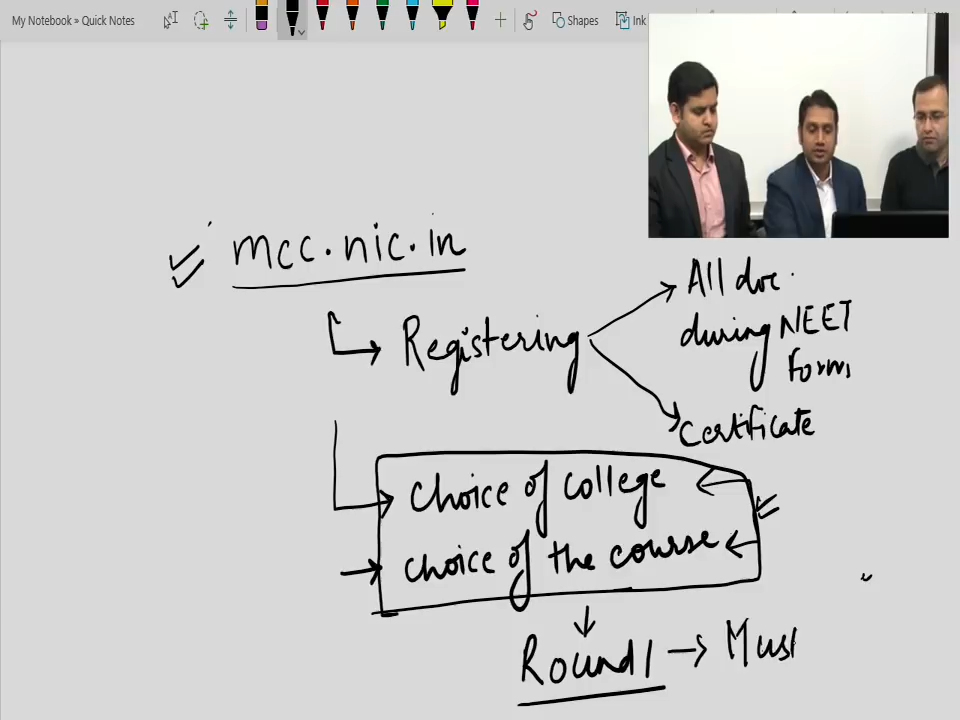 My Notebook » Quick Notes
Shapes
Ink
mcc.nic.in
Registering
All doc.
during NEET
form,
Certificate
choice of college
choice of the course
Round 1 → Must